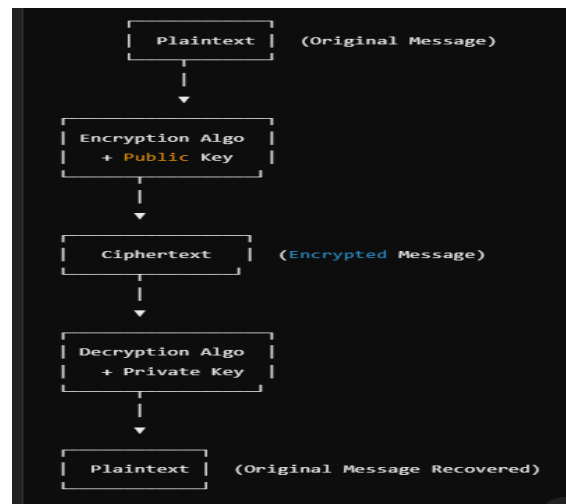 Plaintext (Original Message)
Encryption Algo
+ Public Key
Ciphertext (Encrypted Message)
Decryption Algo
+ Private Key
Plaintext (Original Message Recovered)